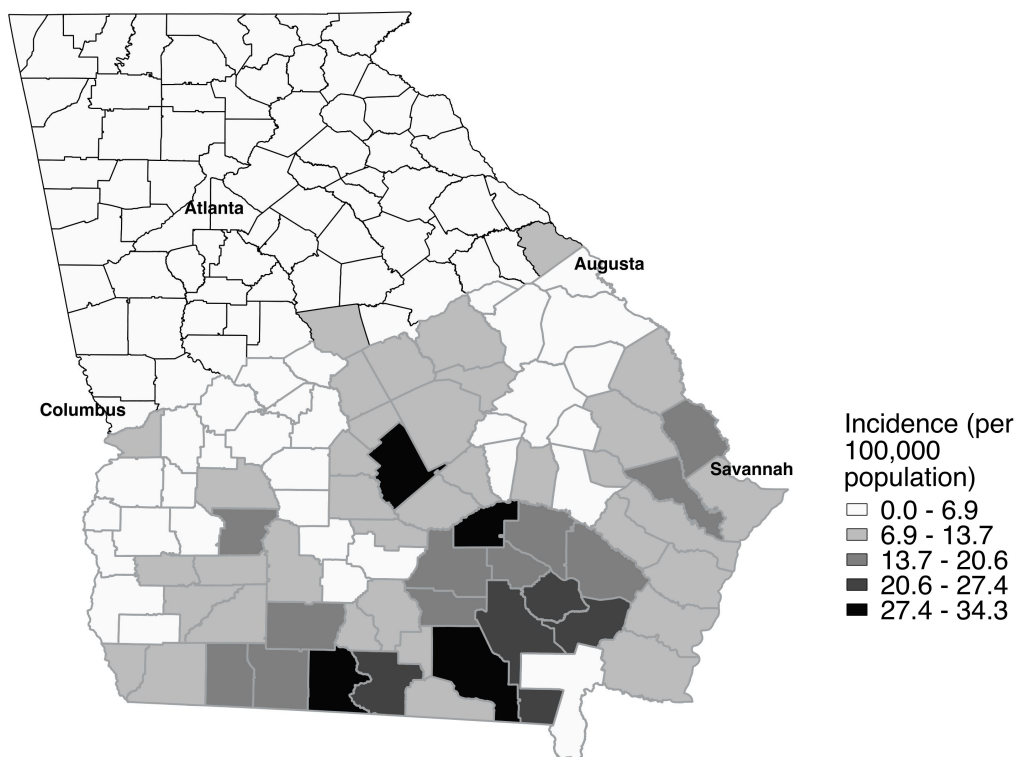 Atlanta
Augusta
Columbus
Savannah
Incidence (per
100,000
population)
0.0 - 6.9
6.9 - 13.7
13.7 - 20.6
20.6 - 27.4
27.4 - 34.3